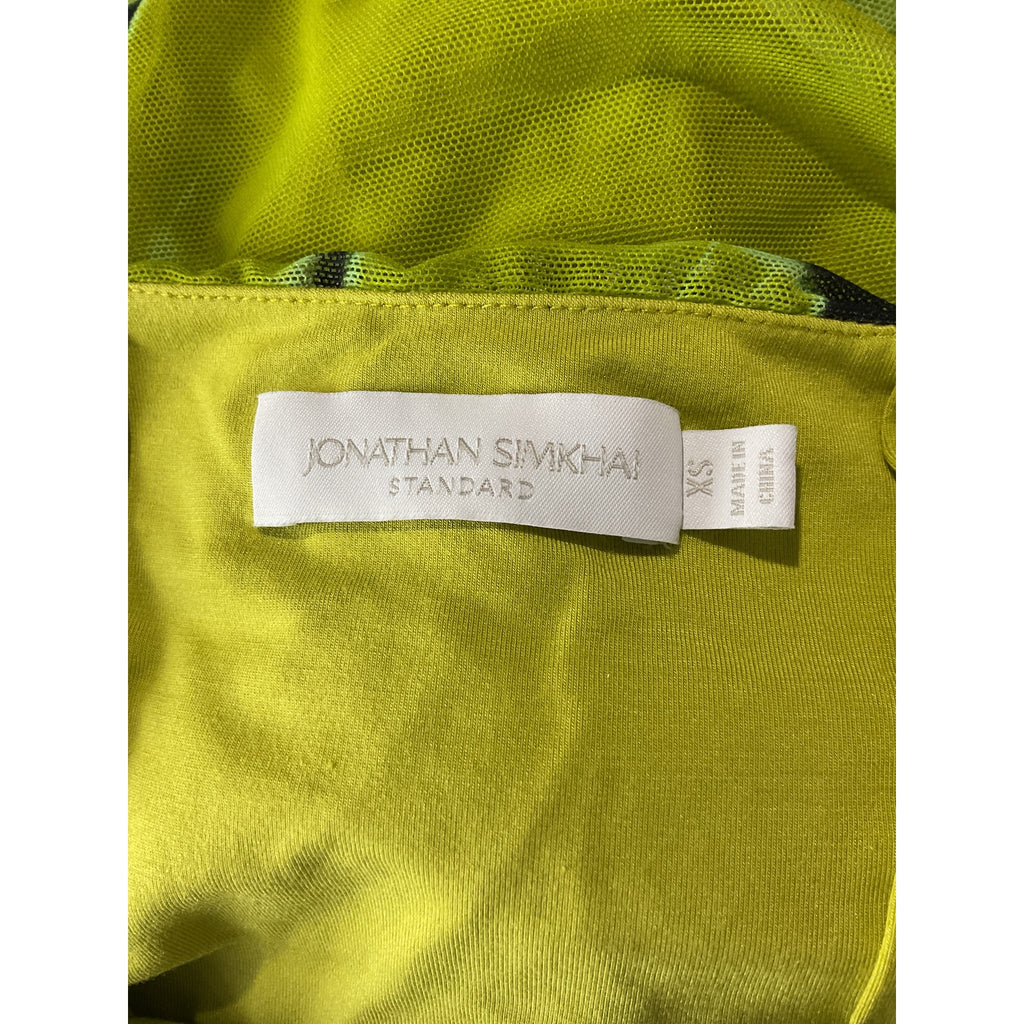 JONATHAN SIMKHAI
STANDARD
XS
MADE IN
CHINA